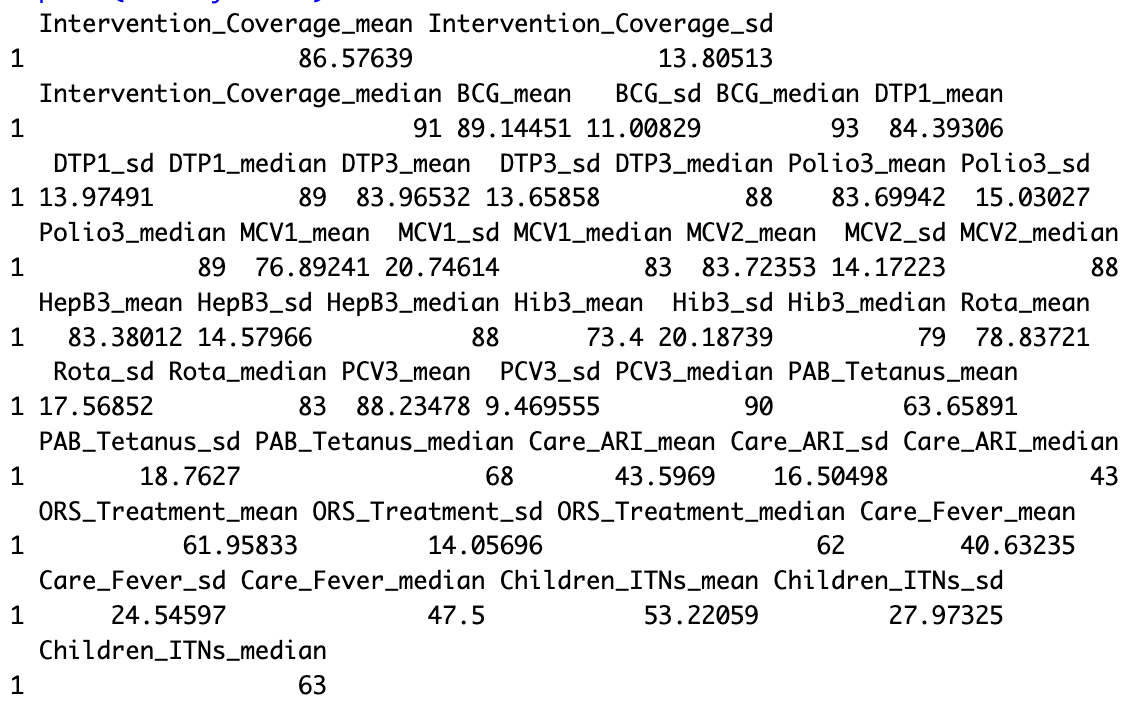 Intervention_Coverage_mean Intervention_Coverage_sd
1 86.57639 13.80513
Intervention_Coverage_median BCG_mean BCG_sd BCG_median DTP1_mean
1 91 89.14451 11.00829 93 84.39306
DTP1_sd DTP1_median DTP3_mean DTP3_sd DTP3_median Polio3_mean Polio3_sd
1 13.97491 89 83.96532 13.65858 88 83.69942 15.03027
Polio3_median MCV1_mean MCV1_sd MCV1_median MCV2_mean MCV2_sd MCV2_median
1 89 76.89241 20.74614 83 83.72353 14.17223 88
HepB3_mean HepB3_sd HepB3_median Hib3_mean Hib3_sd Hib3_median Rota_mean
1 83.38012 14.57966 88 73.4 20.18739 79 78.83721
Rota_sd Rota_median PCV3_mean PCV3_sd PCV3_median PAB_Tetanus_mean
1 17.56852 83 88.23478 9.469555 90 63.65891
PAB_Tetanus_sd PAB_Tetanus_median Care_ARI_mean Care_ARI_sd Care_ARI_median
1 18.7627 68 43.5969 16.50498 43
ORS_Treatment_mean ORS_Treatment_sd ORS_Treatment_median Care_Fever_mean
1 61.95833 14.05696 62 40.63235
Care_Fever_sd Care_Fever_median Children_ITNs_mean Children_ITNs_sd
1 24.54597 47.5 53.22059 27.97325
Children_ITNs_median
1 63